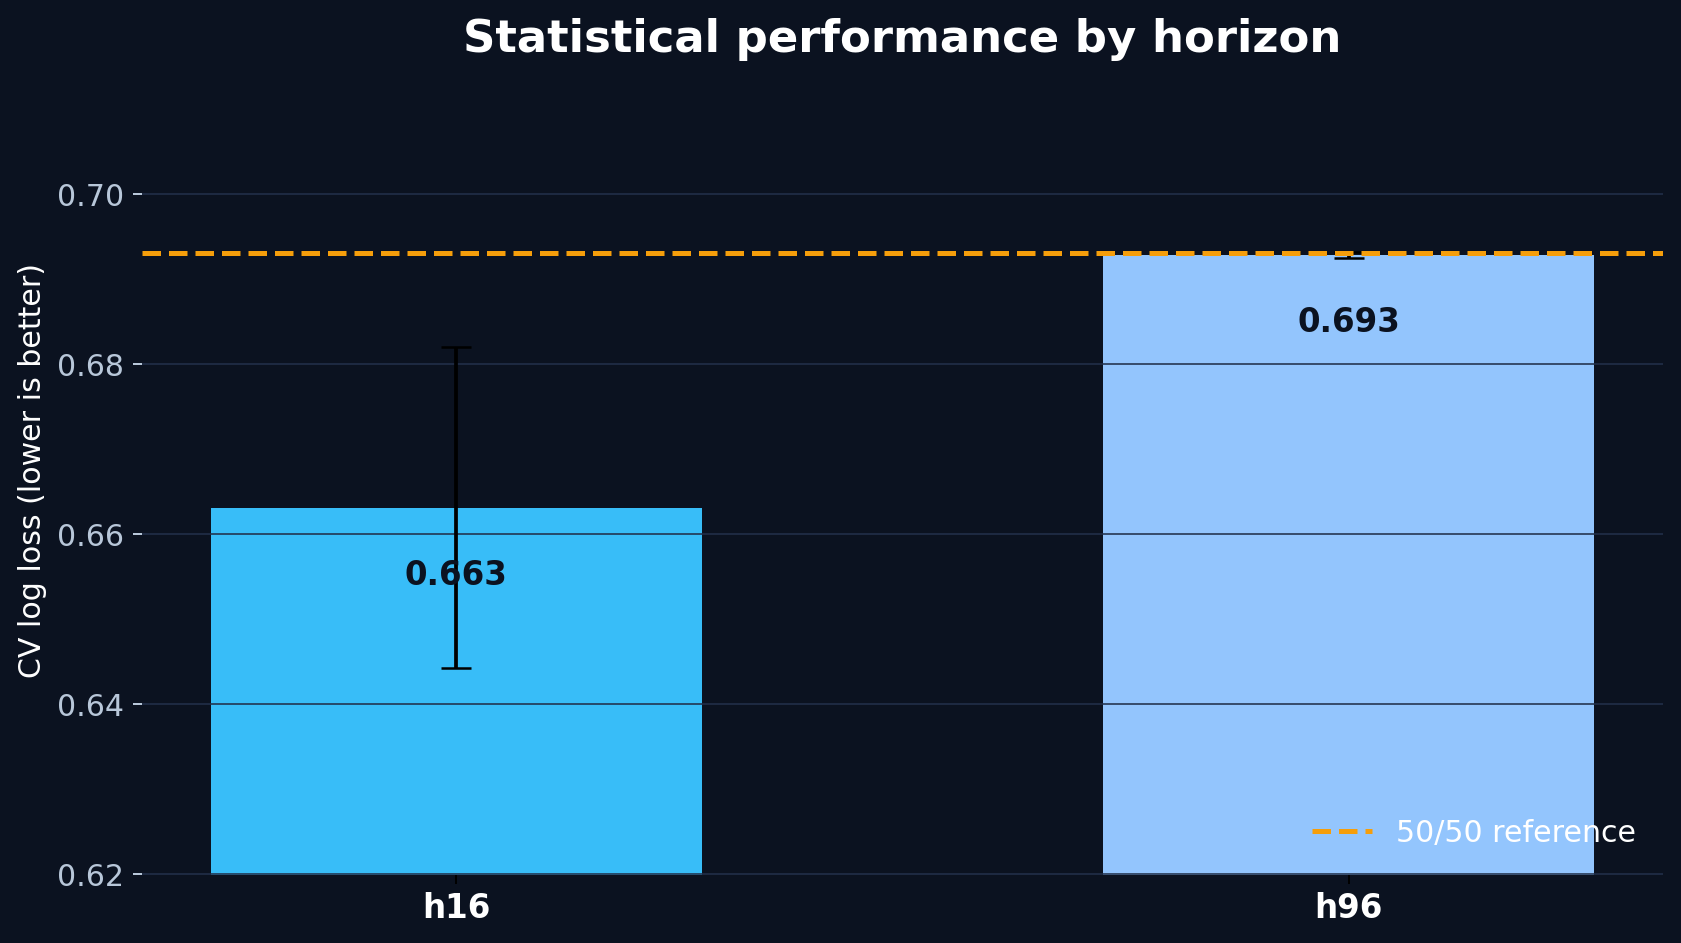 Statistical performance by horizon
CV log loss (lower is better)
0.70
0.68
0.66
0.64
0.62
0.663
0.693
50/50 reference
h16
h96